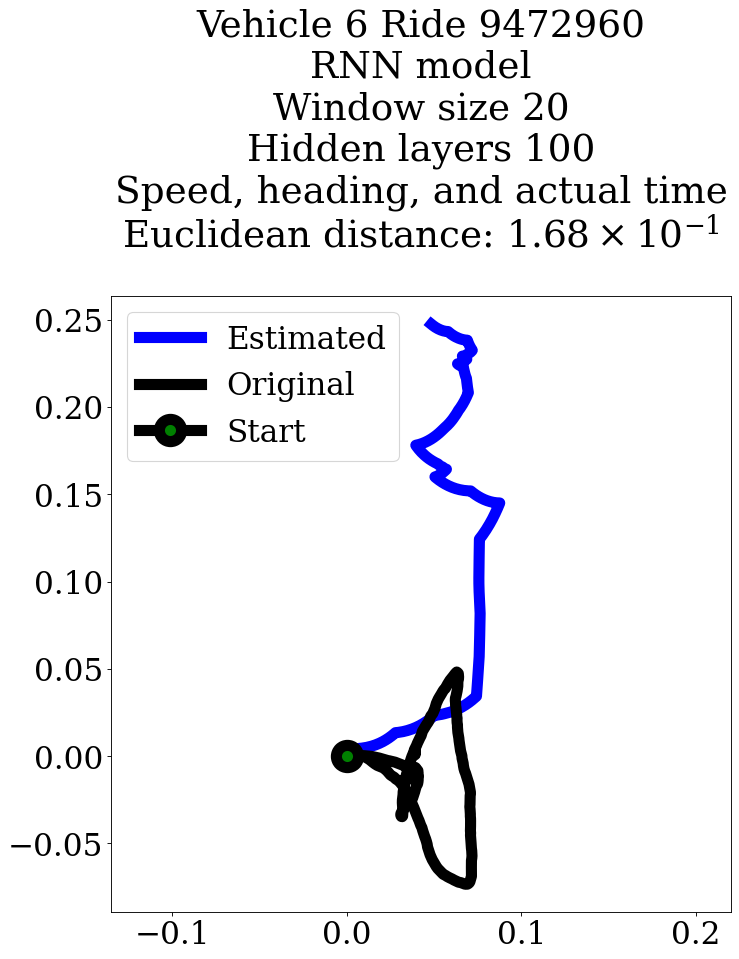 Vehicle 6 Ride 9472960
RNN model
Window size 20
Hidden layers 100
Speed, heading, and actual time
Euclidean distance: 1.68 × 10⁻¹
Estimated
Original
Start
0.25
0.20
0.15
0.10
0.05
0.00
−0.05
−0.1
0.0
0.1
0.2